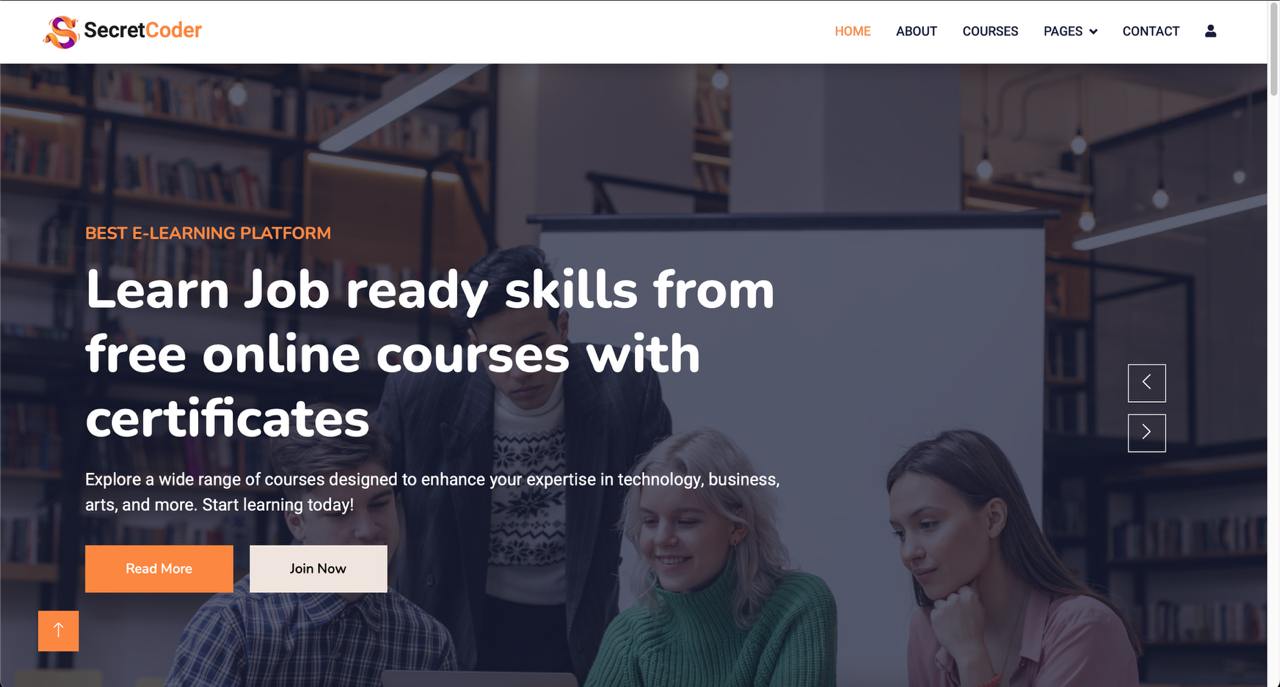 SecretCoder
HOME
ABOUT
COURSES
PAGES
CONTACT
BEST E-LEARNING PLATFORM
Learn Job ready skills from
free online courses with
certificates
Explore a wide range of courses designed to enhance your expertise in technology, business,
arts, and more. Start learning today!
Read More
Join Now